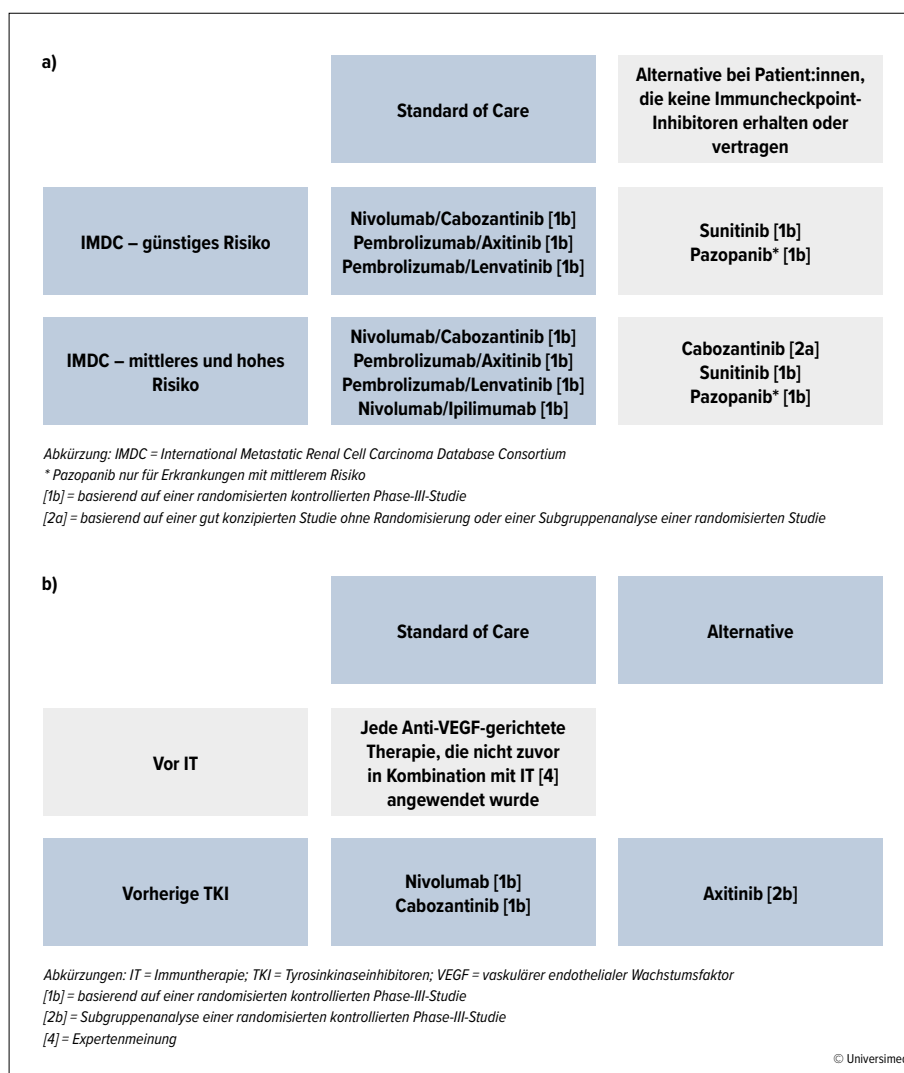 a)
Standard of Care
Alternative bei Patient:innen,
die keine Immuncheckpoint-
Inhibitoren erhalten oder
vertragen
IMDC – günstiges Risiko
Nivolumab/Cabozantinib [1b]
Pembrolizumab/Axitinib [1b]
Pembrolizumab/Lenvatinib [1b]
Sunitinib [1b]
Pazopanib* [1b]
IMDC – mittleres und hohes
Risiko
Nivolumab/Cabozantinib [1b]
Pembrolizumab/Axitinib [1b]
Pembrolizumab/Lenvatinib [1b]
Nivolumab/Ipilimumab [1b]
Cabozantinib [2a]
Sunitinib [1b]
Pazopanib* [1b]
Abkürzung: IMDC = International Metastatic Renal Cell Carcinoma Database Consortium
* Pazopanib nur für Erkrankungen mit mittlerem Risiko
[1b] = basierend auf einer randomisierten kontrollierten Phase-III-Studie
[2a] = basierend auf einer gut konzipierten Studie ohne Randomisierung oder einer Subgruppenanalyse einer randomisierten Studie
b)
Standard of Care
Alternative
Vor IT
Jede Anti-VEGF-gerichtete
Therapie, die nicht zuvor
in Kombination mit IT [4]
angewendet wurde
Vorherige TKI
Nivolumab [1b]
Cabozantinib [1b]
Axitinib [2b]
Abkürzungen: IT = Immuntherapie; TKI = Tyrosinkinaseinhibitoren; VEGF = vaskulärer endothelialer Wachstumsfaktor
[1b] = basierend auf einer randomisierten kontrollierten Phase-III-Studie
[2b] = Subgruppenanalyse einer randomisierten kontrollierten Phase-III-Studie
[4] = Expertenmeinung
© Universimed